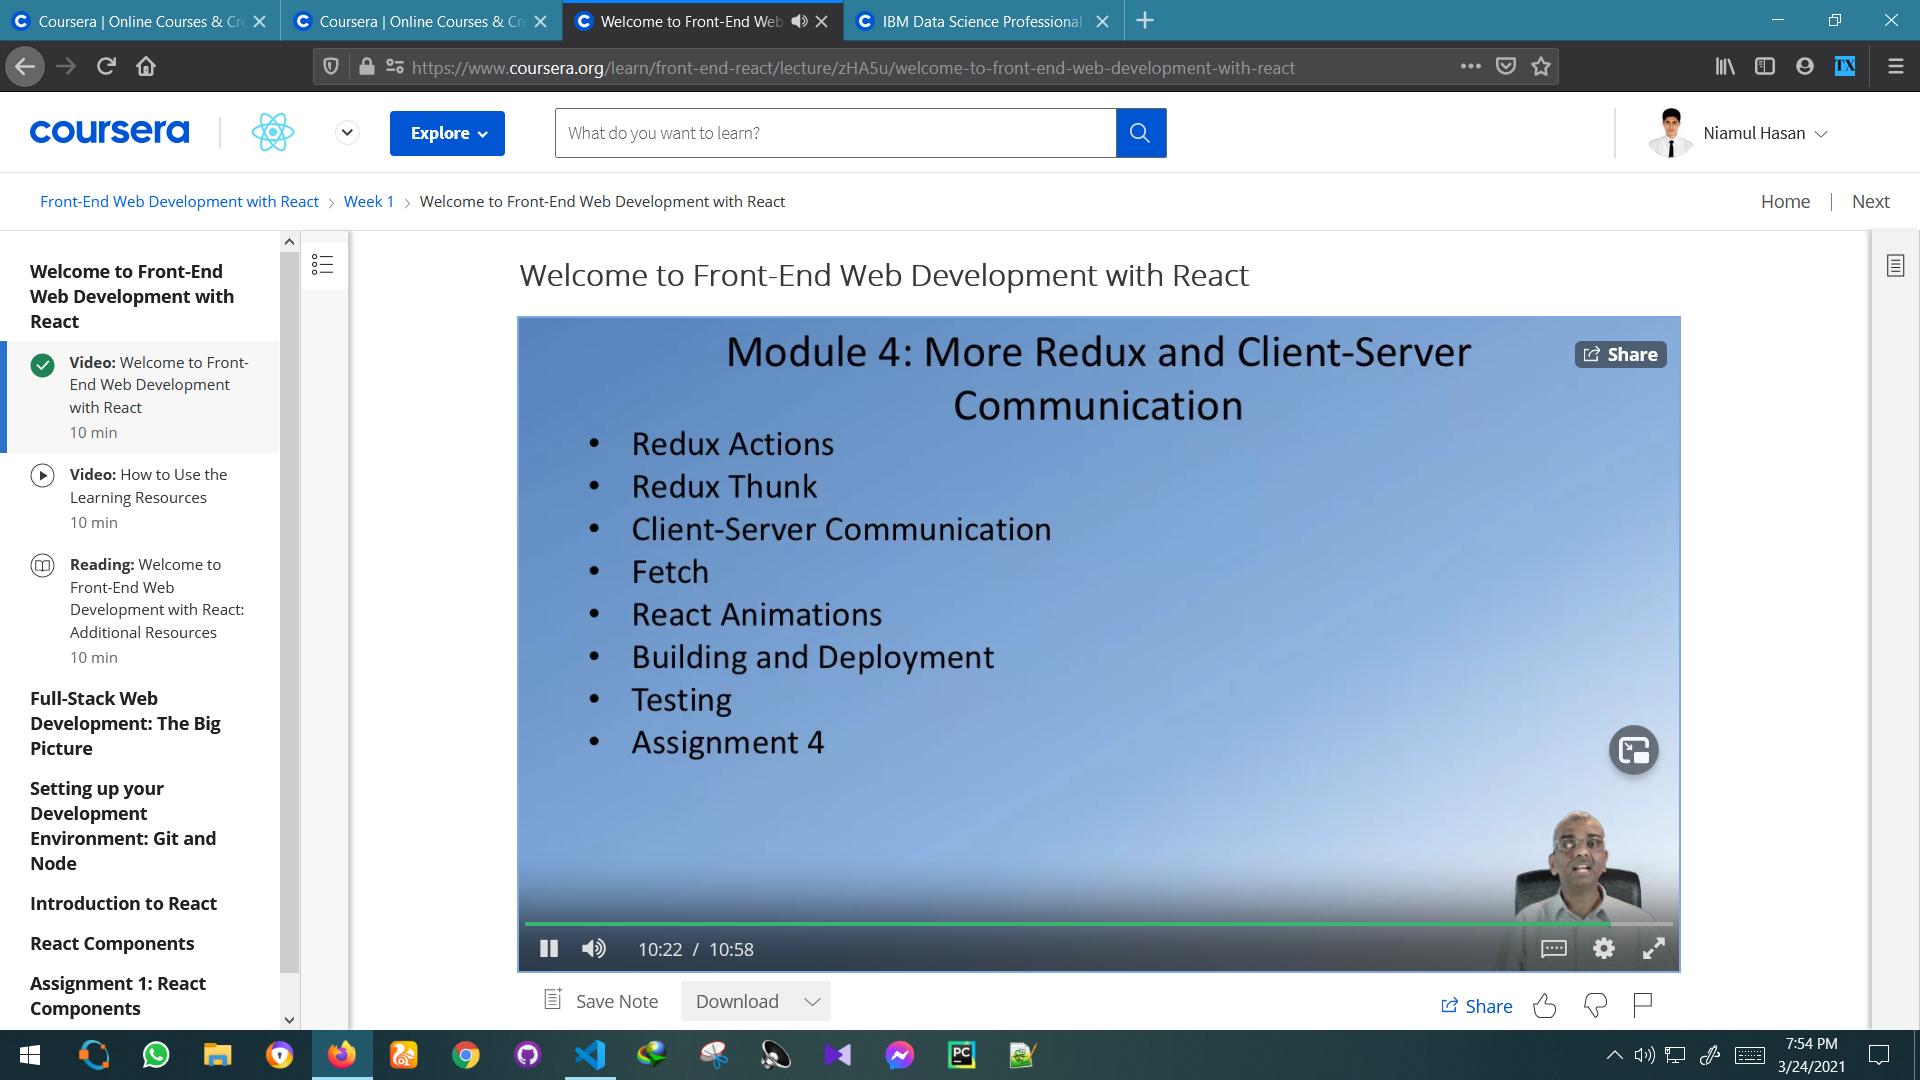 Coursera | Online Courses & Cre
Coursera | Online Courses & Cre
Welcome to Front-End Web
IBM Data Science Professional
https://www.coursera.org/learn/front-end-react/lecture/zHA5u/welcome-to-front-end-web-development-with-react
TX
coursera
Explore
What do you want to learn?
Niamul Hasan
Front-End Web Development with React > Week 1 > Welcome to Front-End Web Development with React
Home | Next
Welcome to Front-End
Web Development with
React
Video: Welcome to Front-
End Web Development
with React
10 min
Video: How to Use the
Learning Resources
10 min
Reading: Welcome to
Front-End Web
Development with React:
Additional Resources
10 min
Full-Stack Web
Development: The Big
Picture
Setting up your
Development
Environment: Git and
Node
Introduction to React
React Components
Assignment 1: React
Components
Welcome to Front-End Web Development with React
Module 4: More Redux and Client-Server
Communication
Share
• Redux Actions
• Redux Thunk
• Client-Server Communication
• Fetch
• React Animations
• Building and Deployment
• Testing
• Assignment 4
10:22 / 10:58
Save Note
Download
Share
PC
7:54 PM
3/24/2021